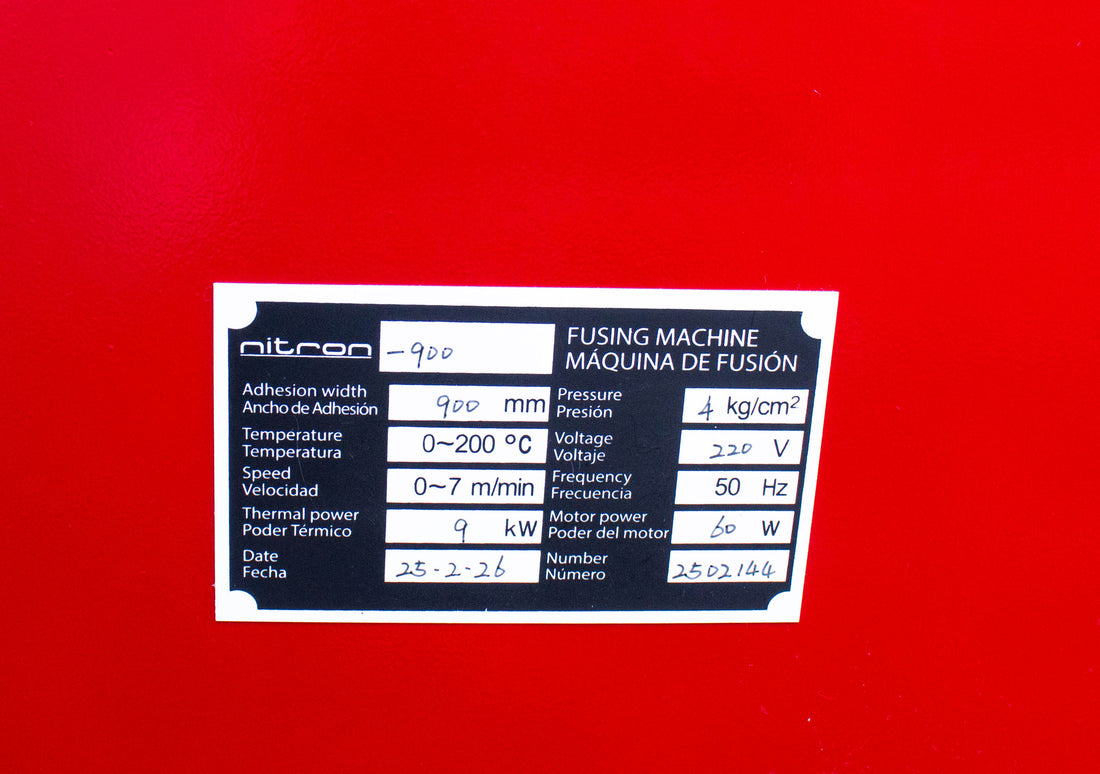 nitron -900 FUSING MACHINE
MÁQUINA DE FUSIÓN
Adhesion width
Ancho de Adhesión 900 mm
Pressure
Presión 4 kg/cm²
Temperature
Temperatura 0~200 °C
Voltage
Voltaje 220 V
Speed
Velocidad 0~7 m/min
Frequency
Frecuencia 50 Hz
Thermal power
Poder Térmico 9 kW
Motor power
Poder del motor 60 W
Date
Fecha 25-2-26
Number
Número 2502144